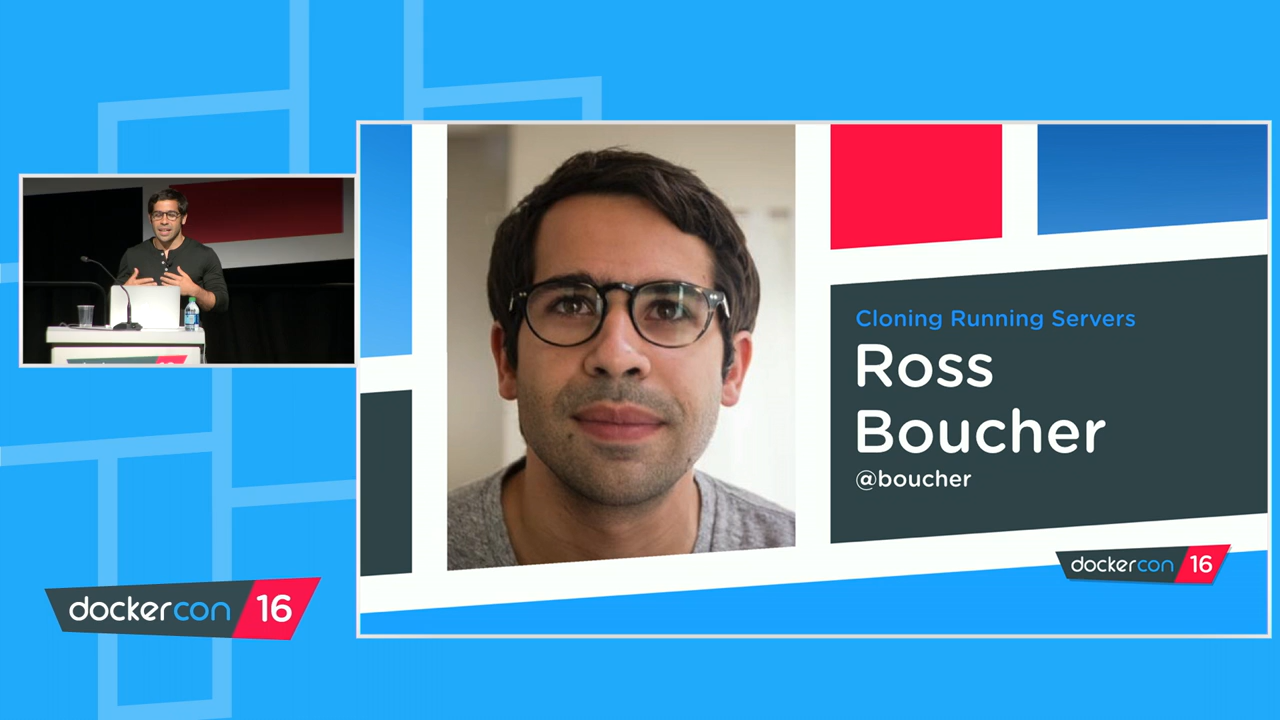 Cloning Running Servers
Ross
Boucher
@boucher
dockercon 16
dockercon 16